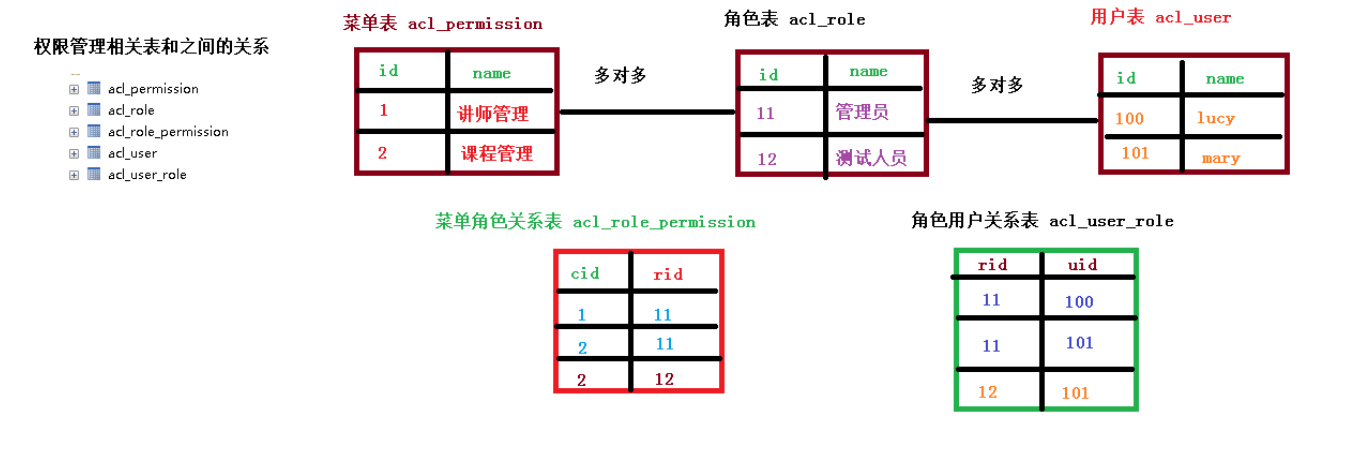 权限管理相关表和之间的关系
acl_permission
acl_role
acl_role_permission
acl_user
acl_user_role
菜单表 acl_permission
id name
1 讲师管理
2 课程管理
多对多
角色表 acl_role
id name
11 管理员
12 测试人员
多对多
用户表 acl_user
id name
100 lucy
101 mary
菜单角色关系表 acl_role_permission
cid rid
1 11
2 11
2 12
角色用户关系表 acl_user_role
rid uid
11 100
11 101
12 101